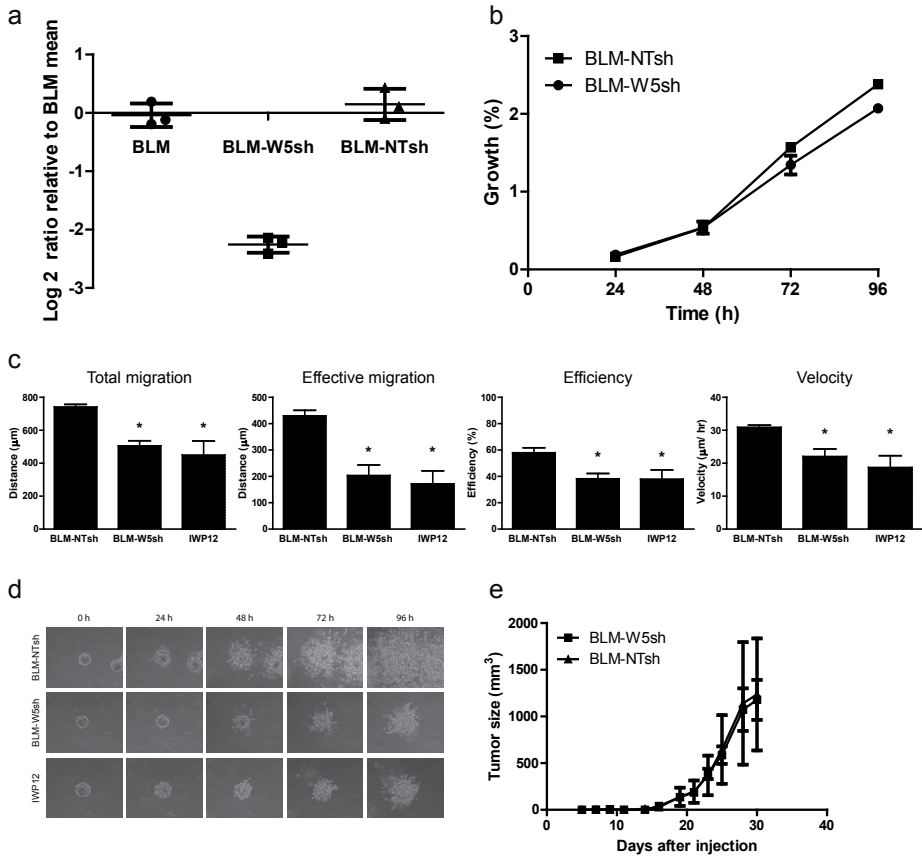 a
Log 2 ratio relative to BLM mean
1
0
-1
-2
-3
BLM
BLM-W5sh
BLM-NTsh
b
BLM-NTsh
BLM-W5sh
Growth (%)
3
2
1
0
0 24 48 72 96
Time (h)
c
Total migration
Distance (μm)
800
600
400
200
0
* *
BLM-NTsh BLM-W5sh IWP12
Effective migration
Distance (μm)
500
400
300
200
100
0
* *
BLM-NTsh BLM-W5sh IWP12
Efficiency
Efficiency (%)
100
80
60
40
20
0
* *
BLM-NTsh BLM-W5sh IWP12
Velocity
Velocity (μm/ hr)
40
30
20
10
0
* *
BLM-NTsh BLM-W5sh IWP12
d
0 h 24 h 48 h 72 h 96 h
BLM-NTsh
BLM-W5sh
IWP12
e
BLM-W5sh
BLM-NTsh
Tumor size (mm³)
2000
1500
1000
500
0
0 10 20 30 40
Days after injection